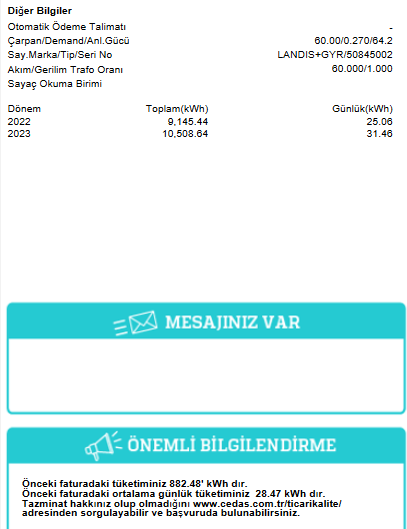 Diğer Bilgiler
Otomatik Ödeme Talimatı -
Çarpan/Demand/Anl.Gücü 60.00/0.270/64.2
Say.Marka/Tip/Seri No LANDIS+GYR/50845002
Akım/Gerilim Trafo Oranı 60.000/1.000
Sayaç Okuma Birimi
Dönem Toplam(kWh) Günlük(kWh)
2022 9,145.44 25.06
2023 10,508.64 31.46
MESAJINIZ VAR
ÖNEMLİ BİLGİLENDİRME
Önceki faturadaki tüketiminiz 882.48' kWh dır.
Önceki faturadaki ortalama günlük tüketiminiz 28.47 kWh dır.
Tazminat hakkınız olup olmadığını www.cedas.com.tr/ticarikalite/
adresinden sorgulayabilir ve başvuruda bulunabilirsiniz.